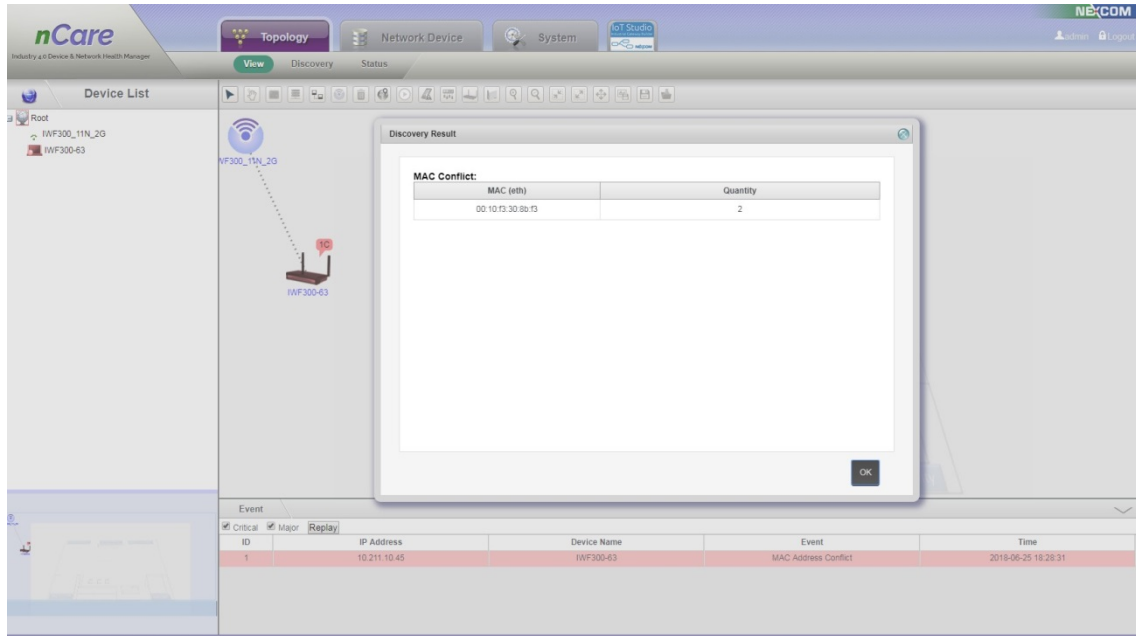 NEXCOM
nCare
Industry 4.0 Device & Network Health Manager
Topology
Network Device
System
IoT Studio
admin
Logout
View
Discovery
Status
Device List
Root
IWF300_11N_2G
IWF300-63
WF300_11N_2G
1C
IWF300-63
Discovery Result
MAC Conflict:
MAC (eth) Quantity
00:10:f3:30:8b:f3 2
OK
Event
Critical Major Replay
ID IP Address Device Name Event Time
1 10.211.10.45 IWF300-63 MAC Address Conflict 2018-06-25 18:28:31